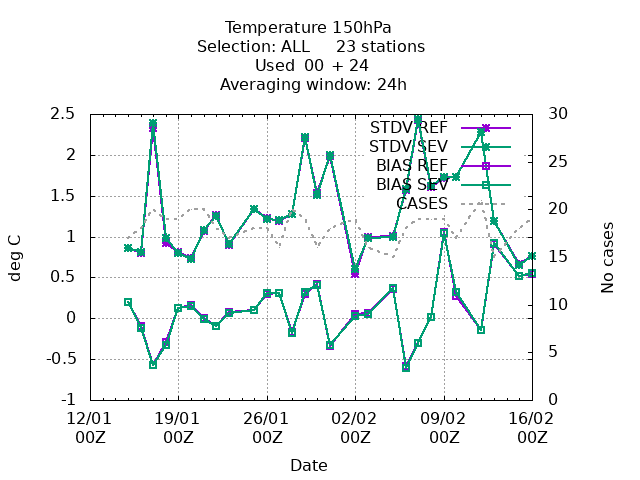 Temperature 150hPa
Selection: ALL 23 stations
Used 00 + 24
Averaging window: 24h
2.5
2
1.5
1
0.5
0
-0.5
-1
30
25
20
15
10
5
0
deg C
No cases
STDV REF
STDV SEV
BIAS REF
BIAS SEV
CASES
12/01 19/01 26/01 02/02 09/02 16/02
00Z 00Z 00Z 00Z 00Z 00Z
Date